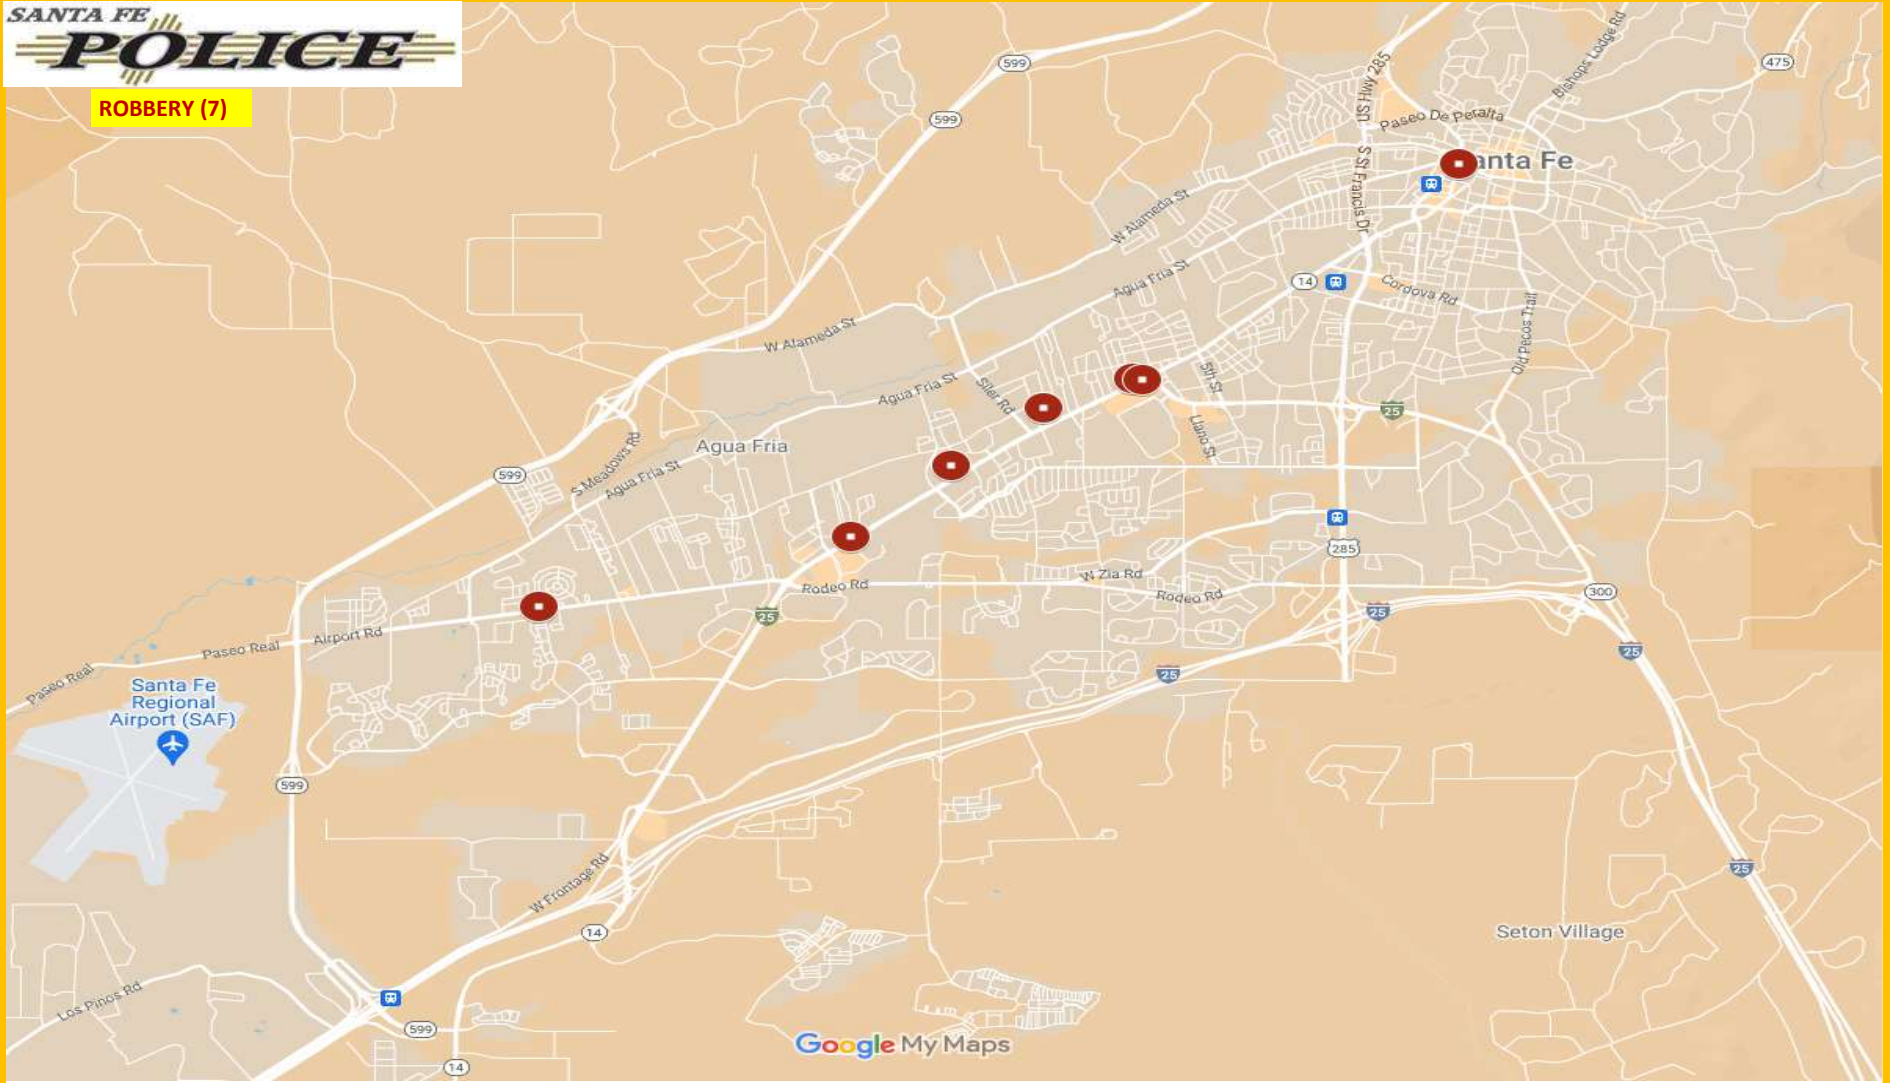 SANTA FE
POLICE
ROBBERY (7)
599
599
US Hwy 285
Bishops Lodge Rd
475
Paseo De Peralta
anta Fe
S St Francis Dr
W Alameda St
Agua Fria St
14
Cordova Rd
Old Pecos Trail
W Alameda St
Agua Fria St
Siler Rd
5th St
25
Llano St
Agua Fria
599
S Meadows Rd
Agua Fria St
285
W Zia Rd
Rodeo Rd
Rodeo Rd
300
25
25
25
Airport Rd
Paseo Real
Paseo Real
25
Santa Fe
Regional
Airport (SAF)
599
25
W Frontage Rd
14
Seton Village
Los Pinos Rd
599
14
Google My Maps